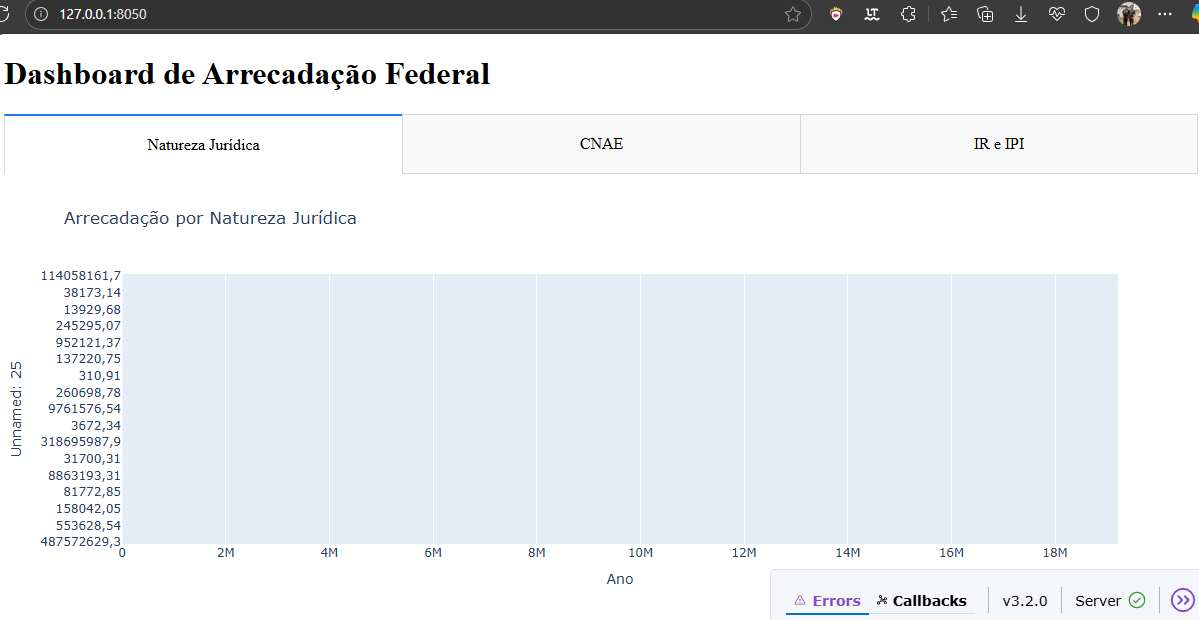 127.0.0.1:8050
Dashboard de Arrecadação Federal
Natureza Jurídica
CNAE
IR e IPI
Arrecadação por Natureza Jurídica
Unnamed: 25
114058161,7
38173,14
13929,68
245295,07
952121,37
137220,75
310,91
260698,78
9761576,54
3672,34
318695987,9
31700,31
8863193,31
81772,85
158042,05
553628,54
487572629,3
0 2M 4M 6M 8M 10M 12M 14M 16M 18M
Ano
Errors Callbacks v3.2.0 Server